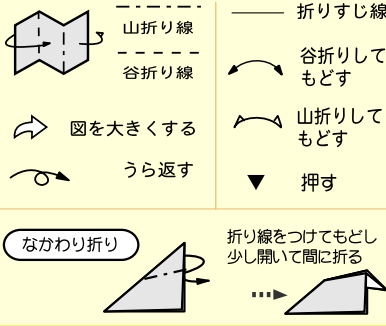 山折り線
谷折り線
図を大きくする
うら返す
折りすじ線
谷折りして
もどす
山折りして
もどす
押す
なかわり折り
折り線をつけてもどし
少し開いて間に折る